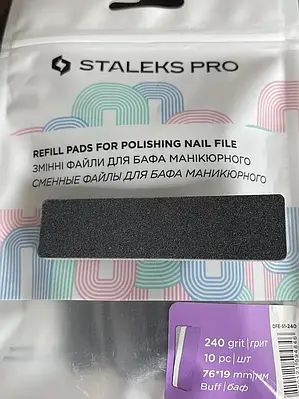 STALEKS PRO
REFILL PADS FOR POLISHING NAIL FILE
ЗМІННІ ФАЙЛИ ДЛЯ БАФА МАНІКЮРНОГО
СМЕННЫЕ ФАЙЛЫ ДЛЯ БАФА МАНИКЮРНОГО
DFE-51-240
240 grit|грит
10 pc|шт
76*19 mm|мм
Buff|баф